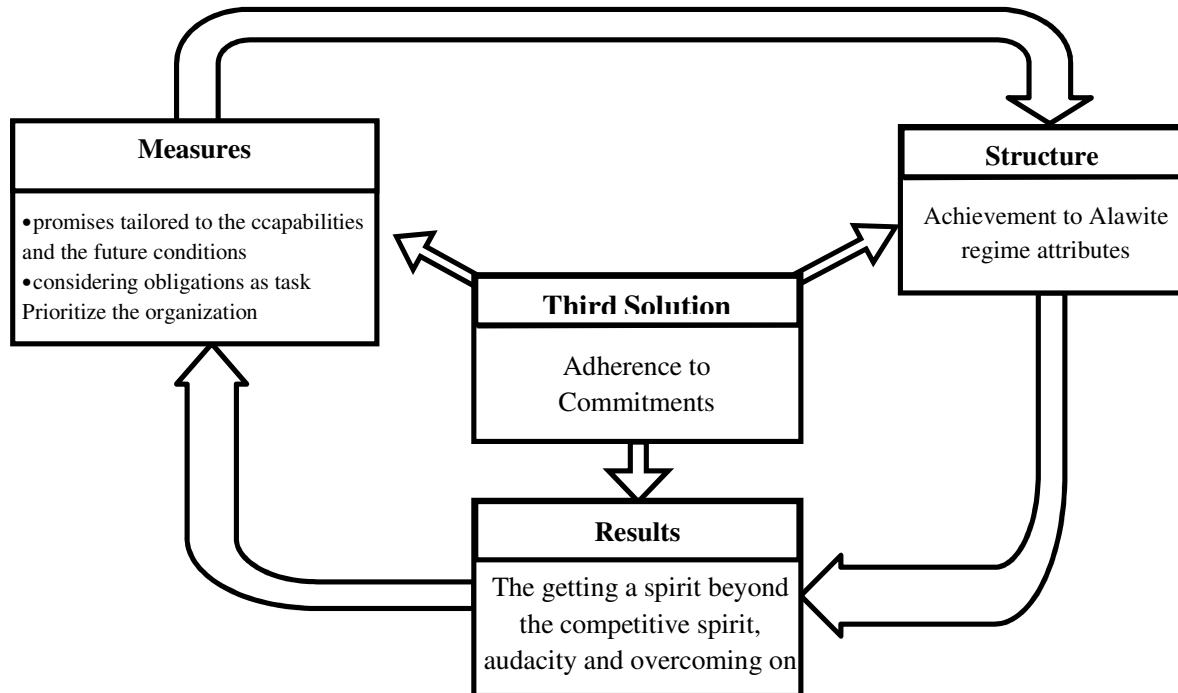 Measures
•promises tailored to the ccapabilities
and the future conditions
•considering obligations as task
Prioritize the organization
Structure
Achievement to Alawite
regime attributes
Third Solution
Adherence to
Commitments
Results
The getting a spirit beyond
the competitive spirit,
audacity and overcoming on